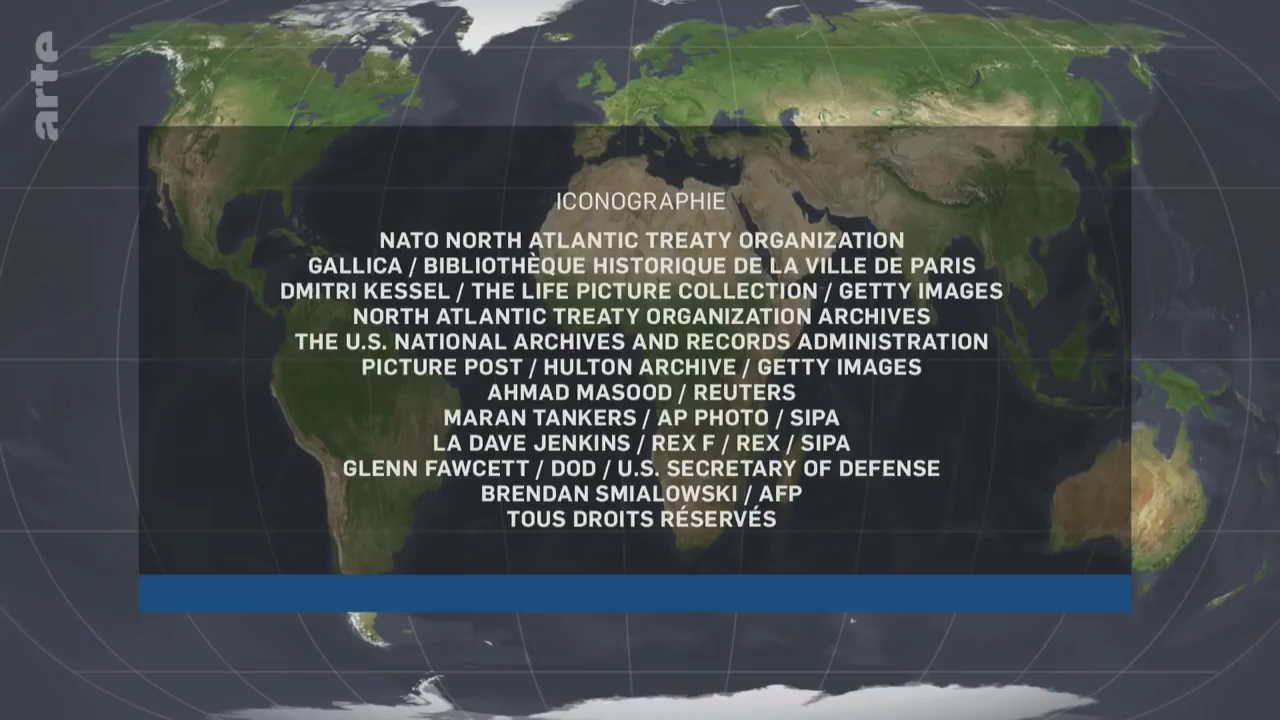 arte
ICONOGRAPHIE
NATO NORTH ATLANTIC TREATY ORGANIZATION
GALLICA / BIBLIOTHÈQUE HISTORIQUE DE LA VILLE DE PARIS
DMITRI KESSEL / THE LIFE PICTURE COLLECTION / GETTY IMAGES
NORTH ATLANTIC TREATY ORGANIZATION ARCHIVES
THE U.S. NATIONAL ARCHIVES AND RECORDS ADMINISTRATION
PICTURE POST / HULTON ARCHIVE / GETTY IMAGES
AHMAD MASOOD / REUTERS
MARAN TANKERS / AP PHOTO / SIPA
LA DAVE JENKINS / REX F / REX / SIPA
GLENN FAWCETT / DOD / U.S. SECRETARY OF DEFENSE
BRENDAN SMIALOWSKI / AFP
TOUS DROITS RÉSERVÉS